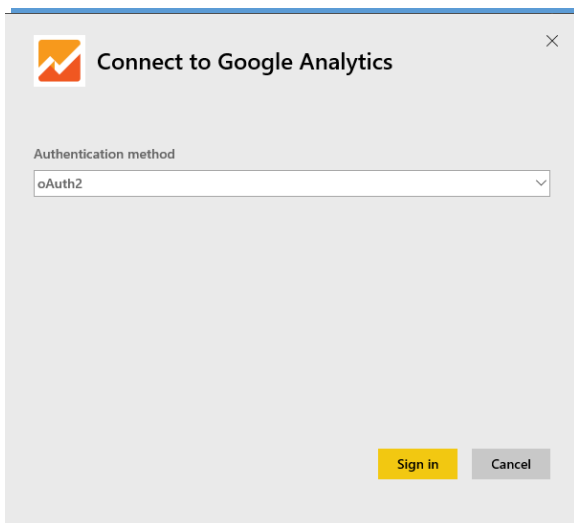 Connect to Google Analytics
Authentication method
oAuth2
Sign in
Cancel